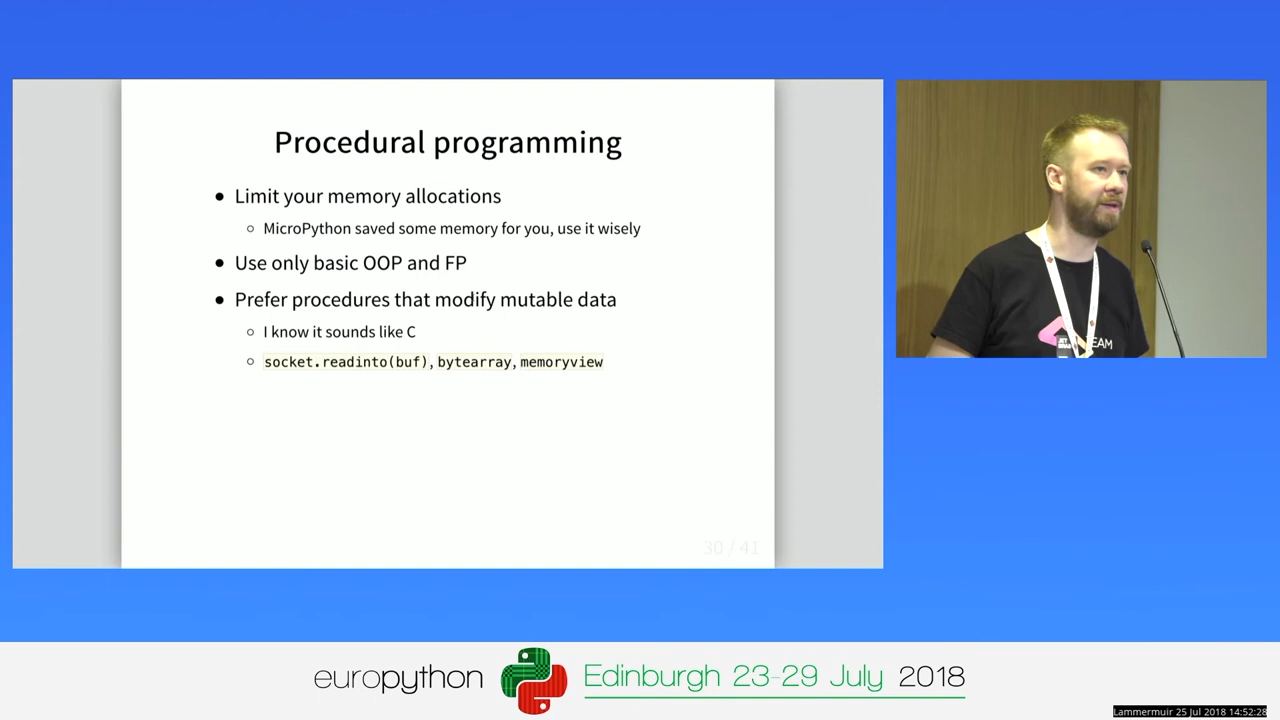 Procedural programming
● Limit your memory allocations
○ MicroPython saved some memory for you, use it wisely
● Use only basic OOP and FP
● Prefer procedures that modify mutable data
○ I know it sounds like C
○ socket.readinto(buf), bytearray, memoryview
30 / 41
EAM
europython
Edinburgh 23-29 July 2018
Lammermuir 25 Jul 2018 14:52:28